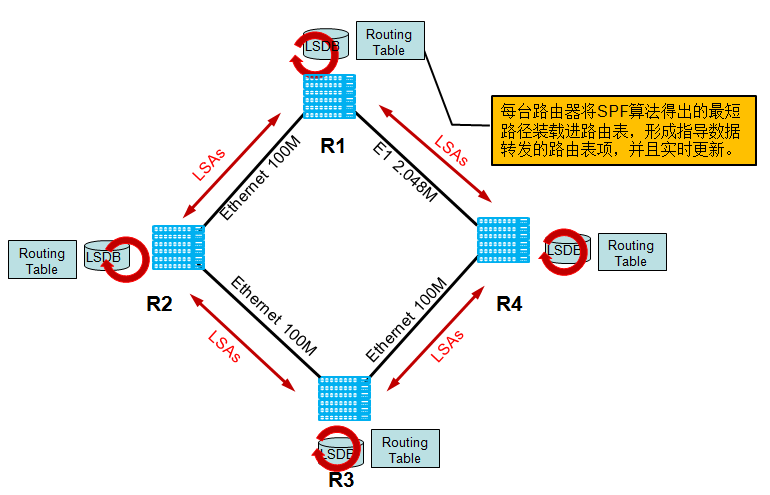 LSDB
Routing
Table
每台路由器将SPF算法得出的最短
路径装载进路由表，形成指导数据
转发的路由表项，并且实时更新。
R1
LSAs
Ethernet 100M
E1 2.048M
LSAs
Routing
Table
LSDB
R2
LSDB
Routing
Table
R4
LSAs
Ethernet 100M
Ethernet 100M
LSAs
LSDB
Routing
Table
R3